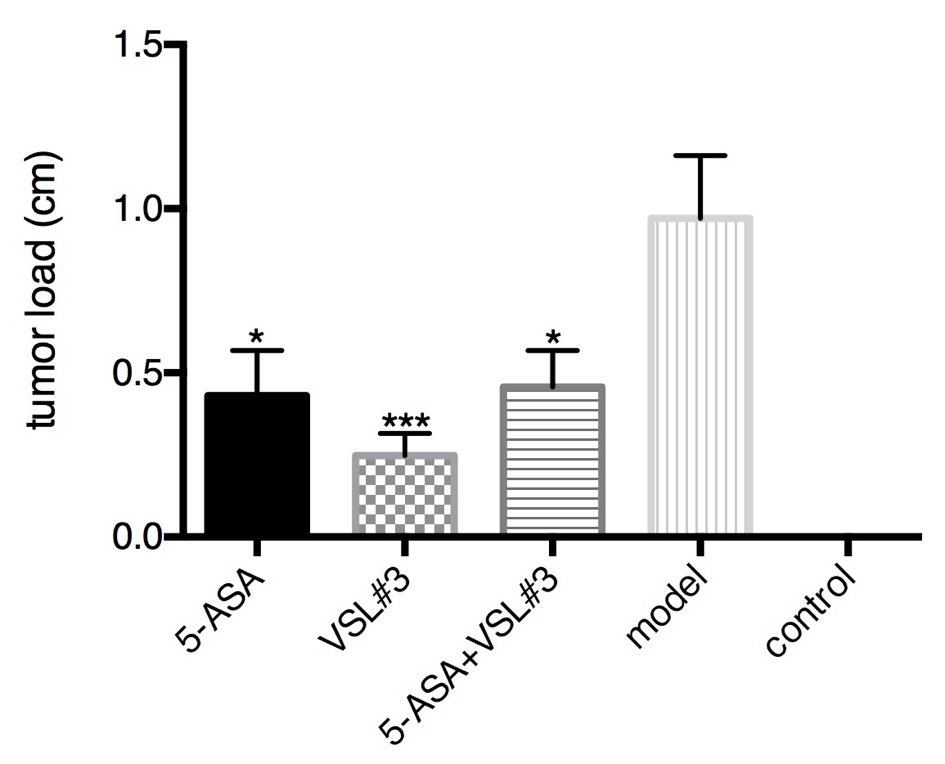 1.5
1.0
0.5
0.0
tumor load (cm)
*
***
*
5-ASA
VSL#3
5-ASA+VSL#3
model
control